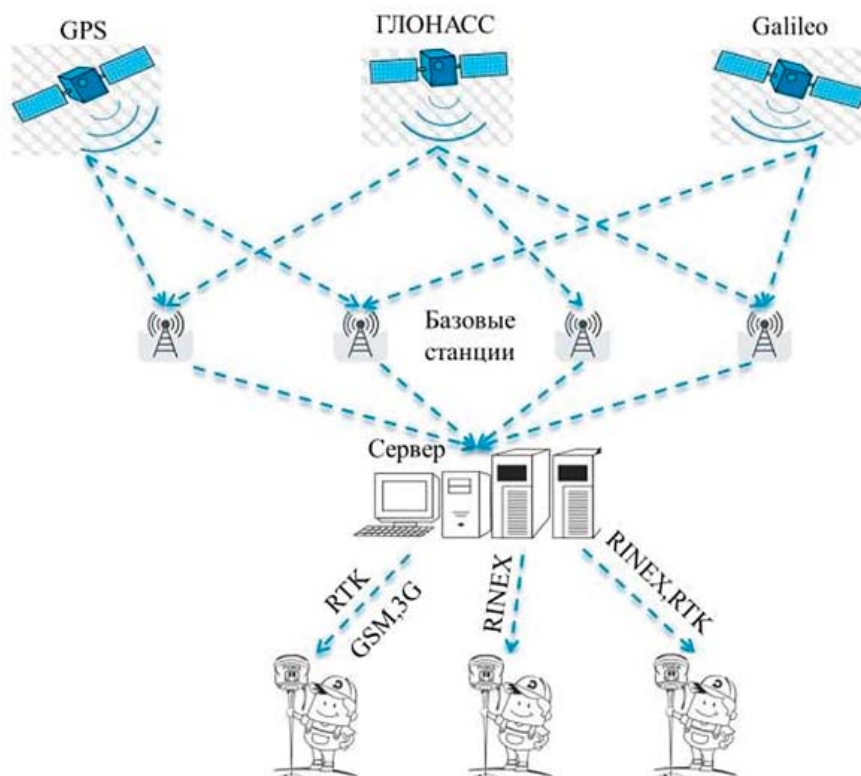 GPS
ГЛОНАСС
Galileo
Базовые
станции
Сервер
RTK
GSM,3G
RINEX
RINEX,RTK